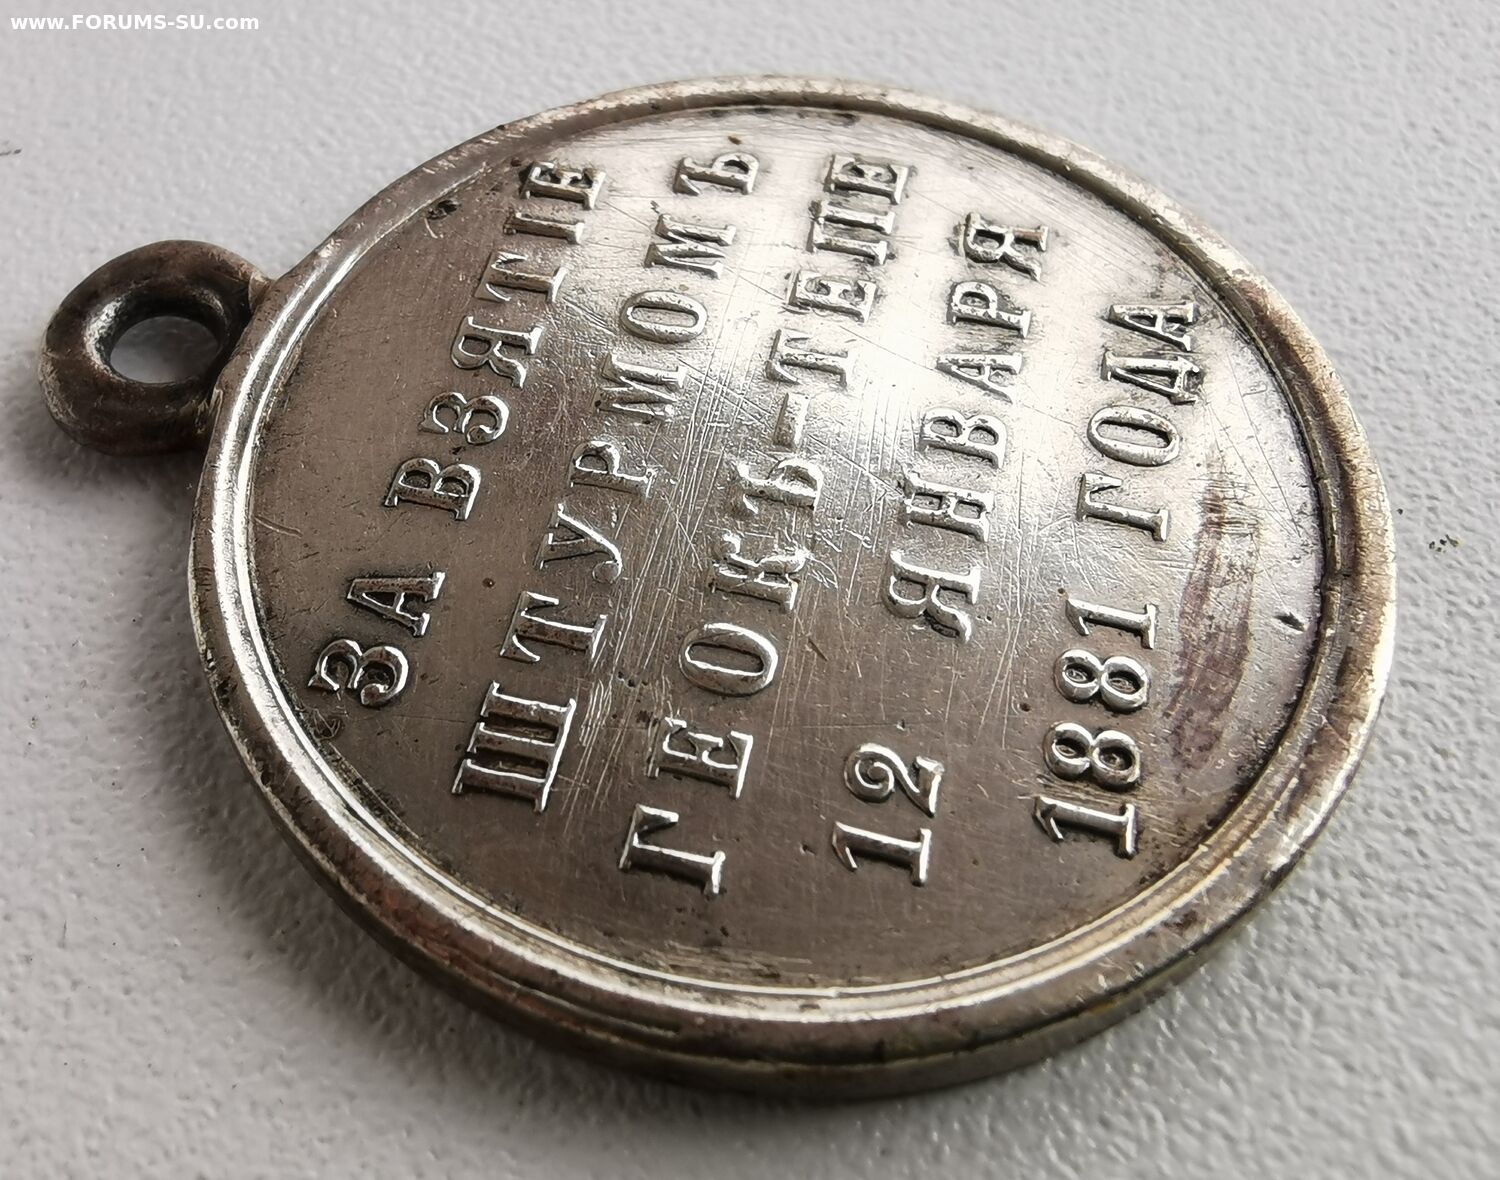 www.FORUMS-SU.com
ЗА ВЗЯТІЕ
ШТУРМОМЪ
ГЕОКЪ-ТЕПЕ
12 ЯНВАРЯ
1881 ГОДА